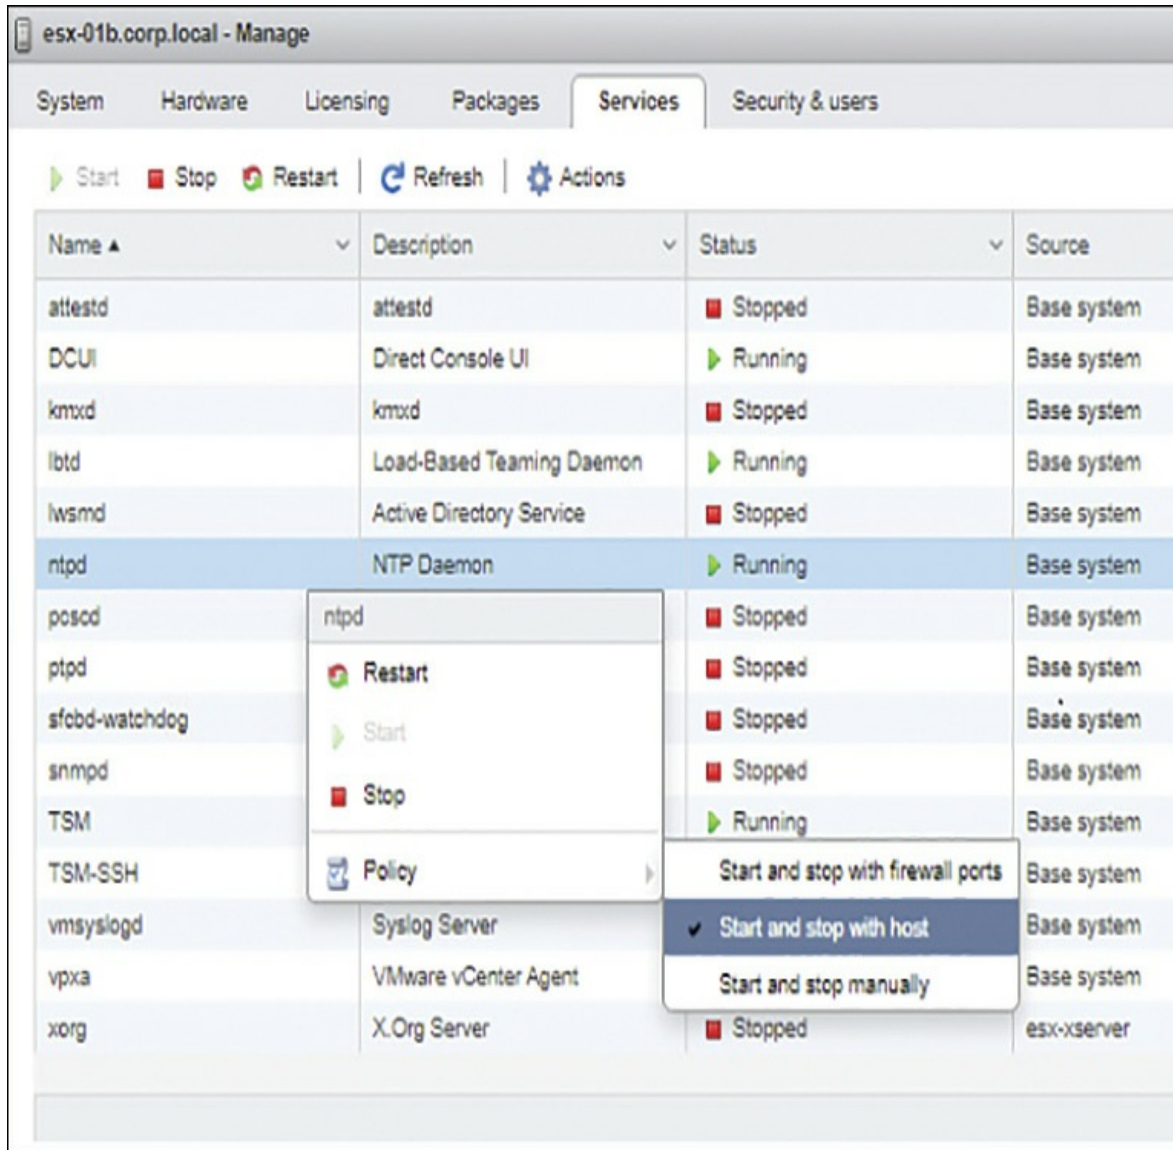 esx-01b.corp.local - Manage
System Hardware Licensing Packages Services Security & users
Start Stop Restart Refresh Actions
Name Description Status Source
attestd attestd Stopped Base system
DCUI Direct Console UI Running Base system
kmxd kmxd Stopped Base system
lbtd Load-Based Teaming Daemon Running Base system
lwsmd Active Directory Service Stopped Base system
ntpd NTP Daemon Running Base system
poscd ntpd Stopped Base system
ptpd Restart Stopped Base system
sfcbd-watchdog Start Stopped Base system
snmpd Stop Stopped Base system
TSM Running Base system
TSM-SSH Policy Start and stop with firewall ports Base system
vmsyslogd Syslog Server Start and stop with host Base system
vpxa VMware vCenter Agent Start and stop manually Base system
xorg X.Org Server Stopped esx-xserver